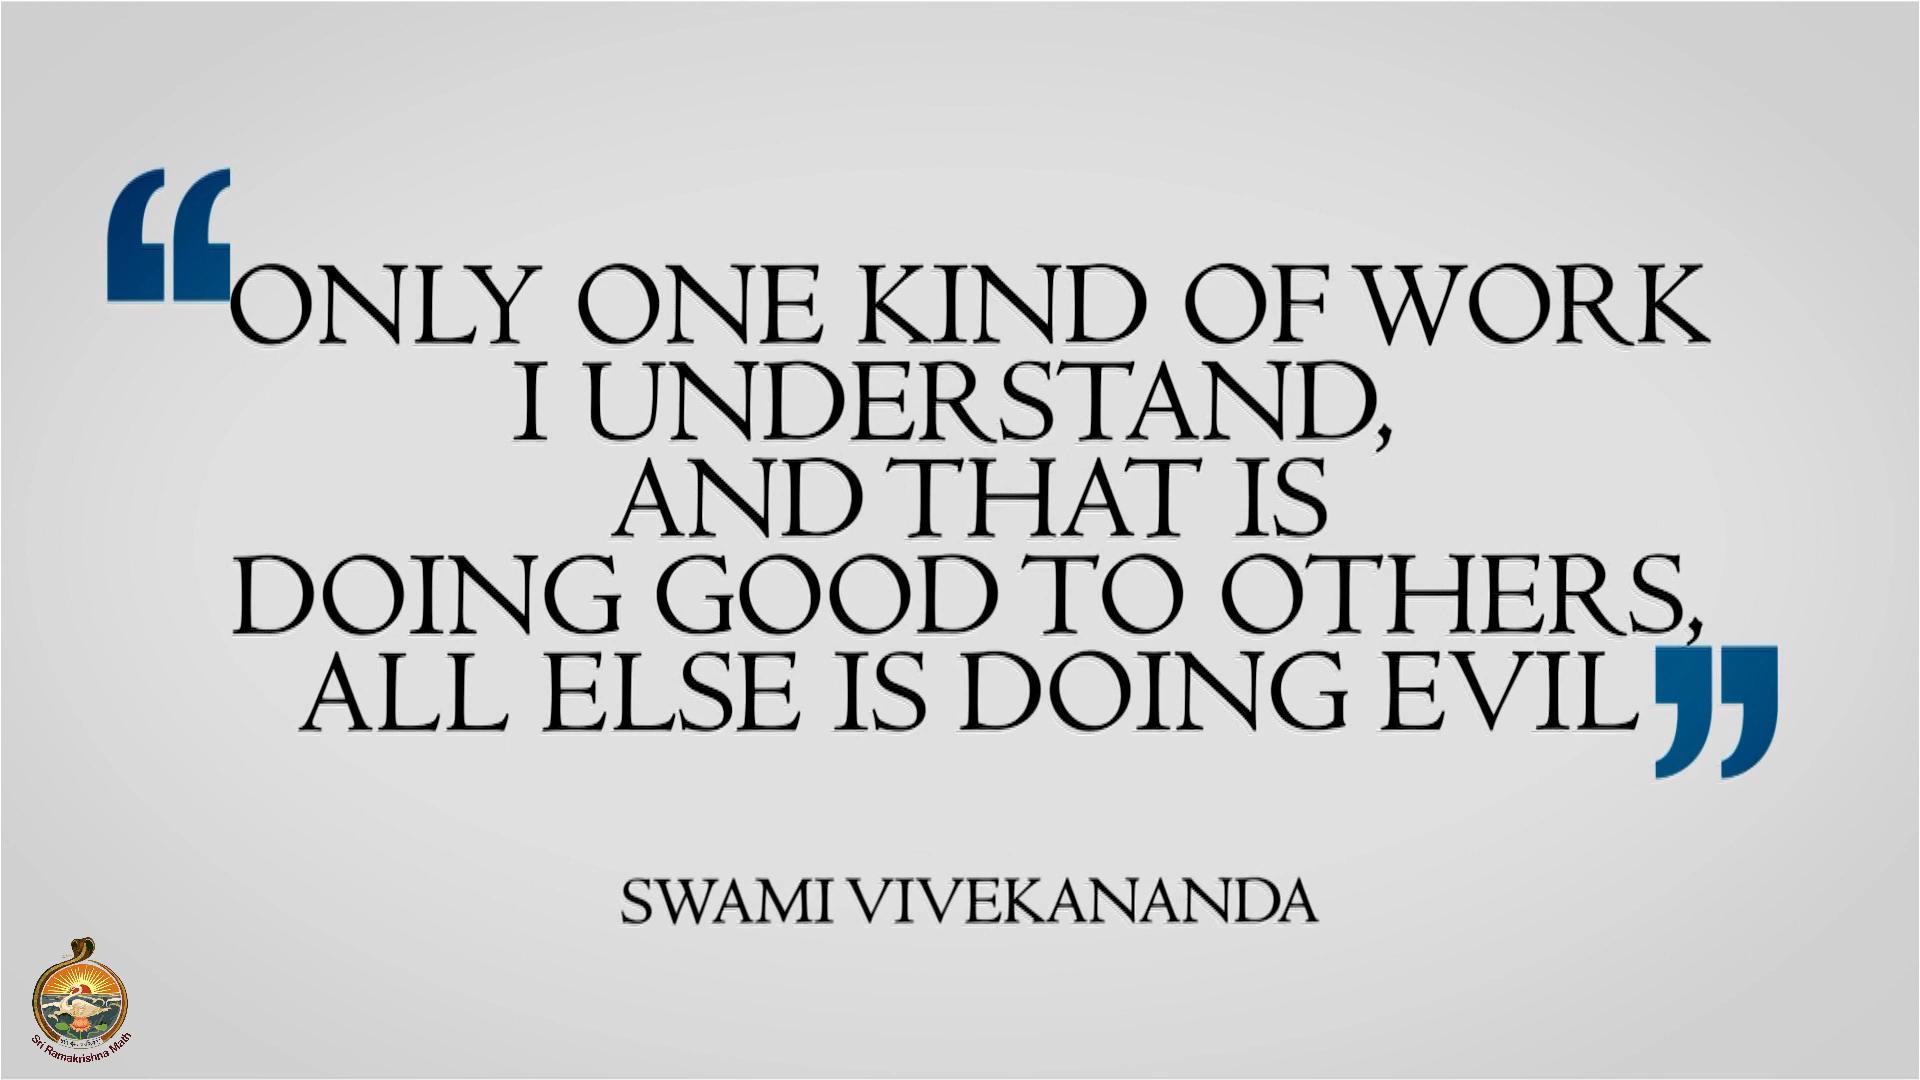 “ONLY ONE KIND OF WORK
I UNDERSTAND,
AND THAT IS
DOING GOOD TO OTHERS,
ALL ELSE IS DOING EVIL”
SWAMI VIVEKANANDA
Sri Ramakrishna Math